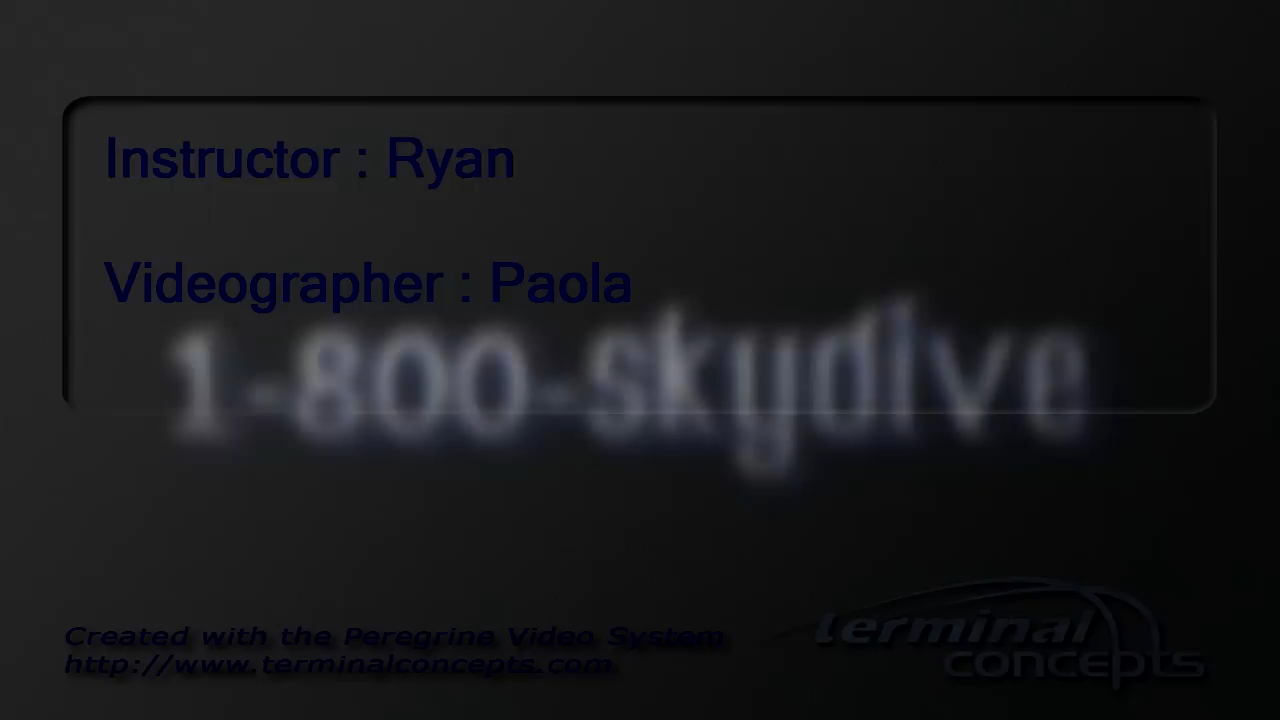 Instructor : Ryan
Videographer : Paola
1-800-skydive
Created with the Peregrine Video System
http://www.terminalconcepts.com
terminal
concepts